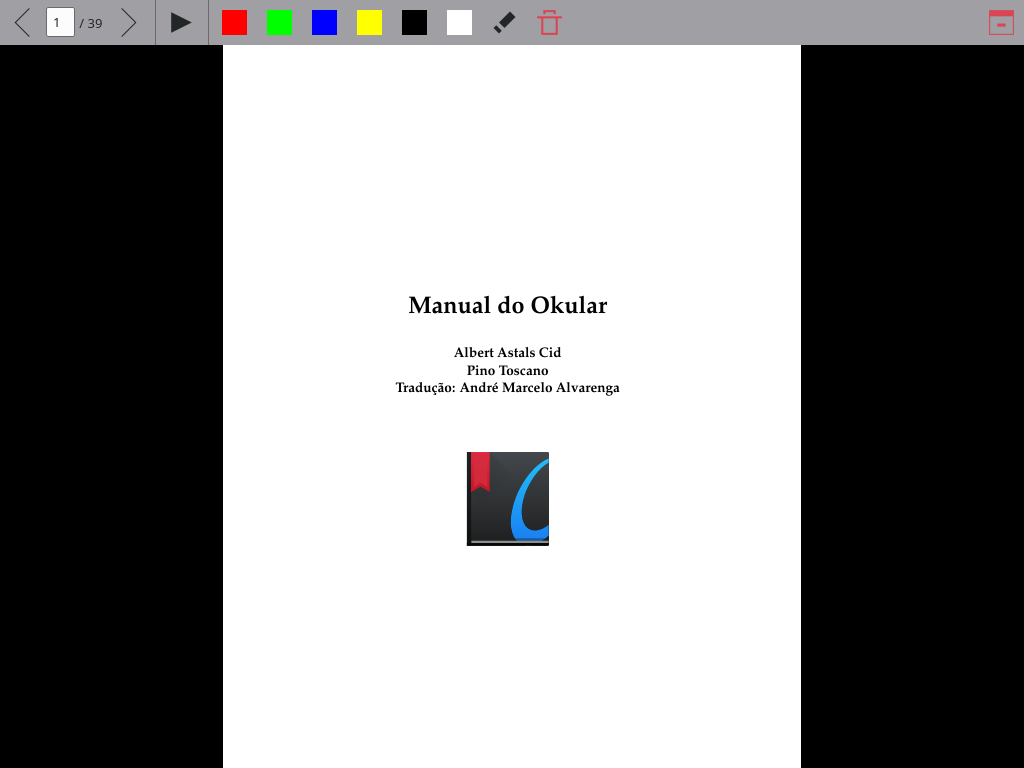 1 / 39
Manual do Okular
Albert Astals Cid
Pino Toscano
Tradução: André Marcelo Alvarenga